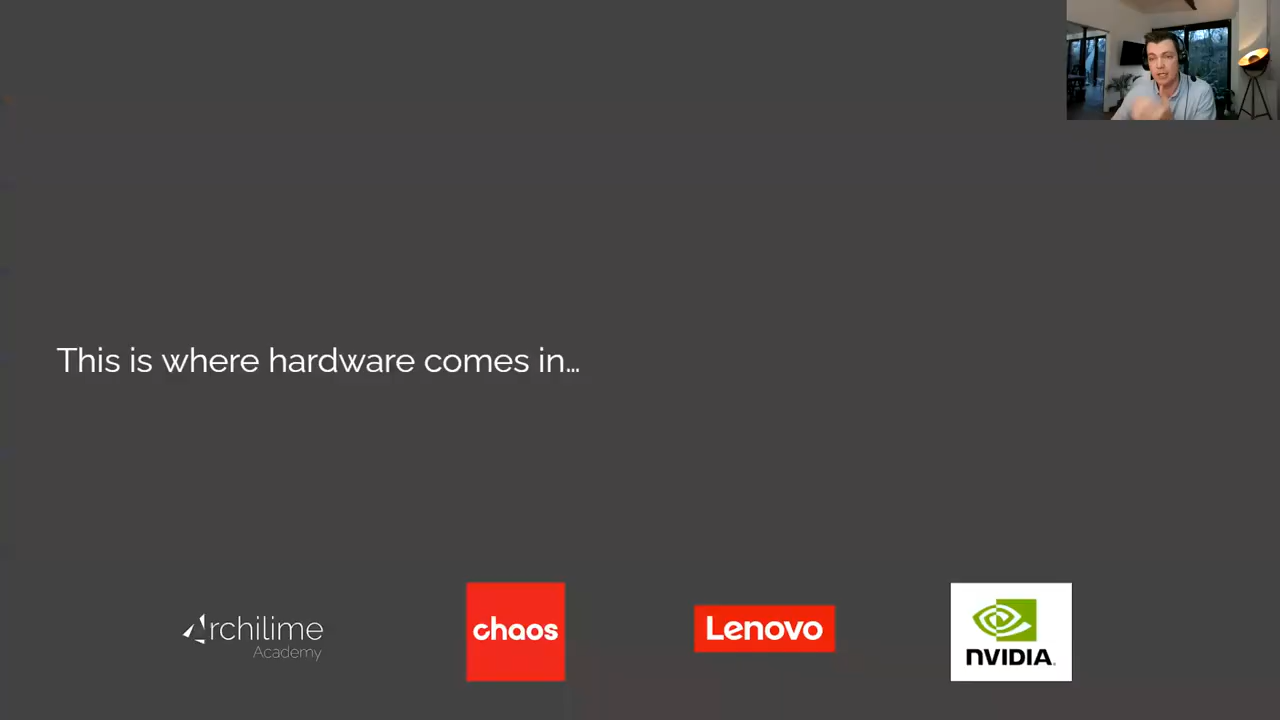 This is where hardware comes in…
Archilime
Academy
chaos
Lenovo
NVIDIA.